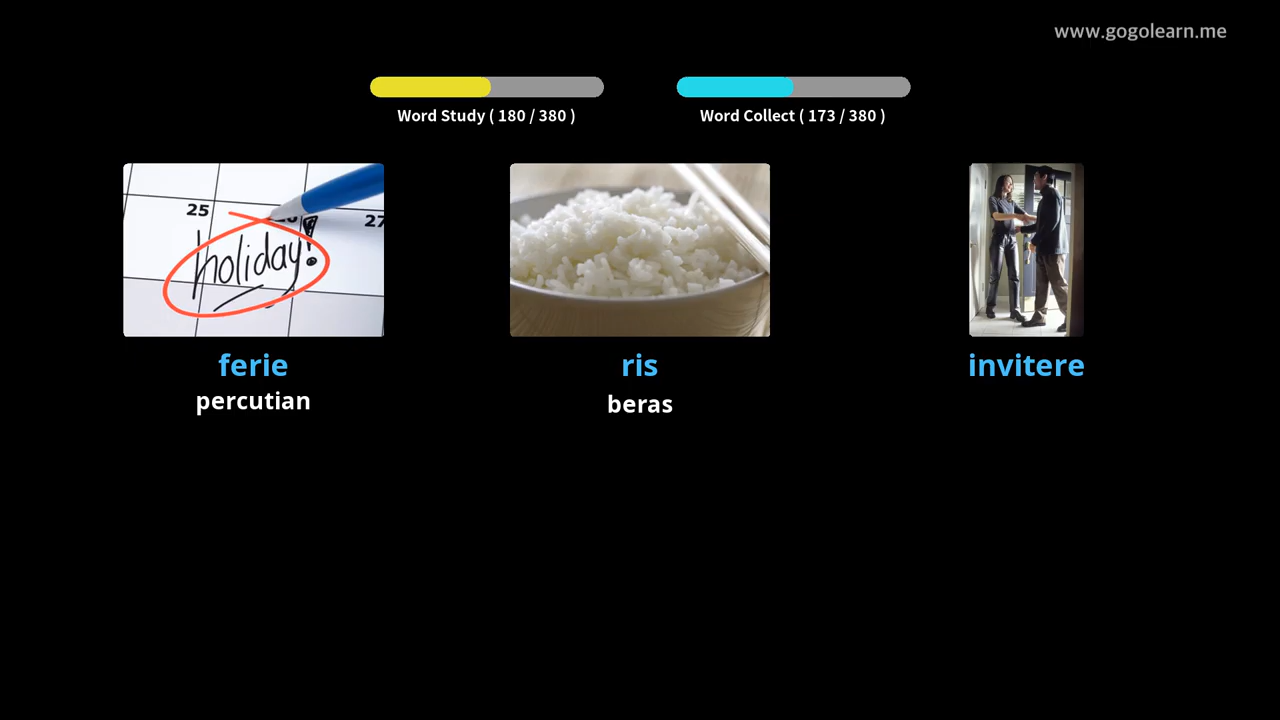 www.gogolearn.me
Word Study ( 180 / 380 )
Word Collect ( 173 / 380 )
25
27
holiday!
ferie
ris
invitere
percutian
beras